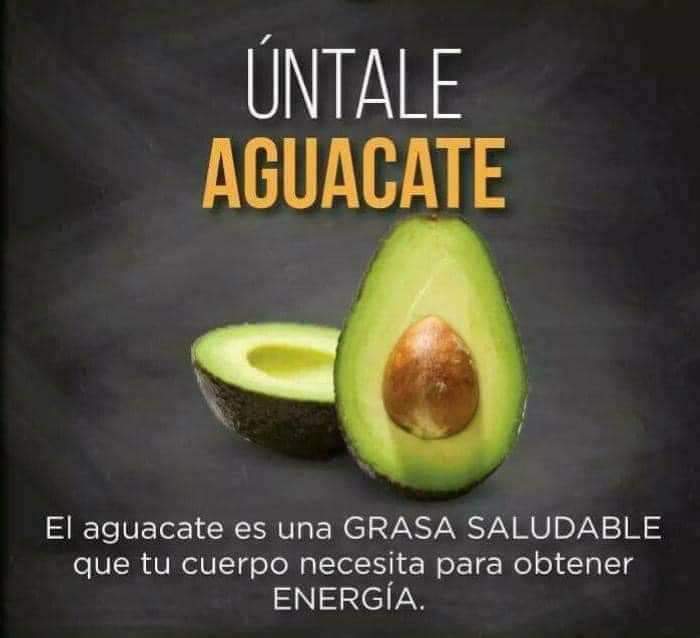 ÚNTALE
AGUACATE
El aguacate es una GRASA SALUDABLE
que tu cuerpo necesita para obtener
ENERGÍA.